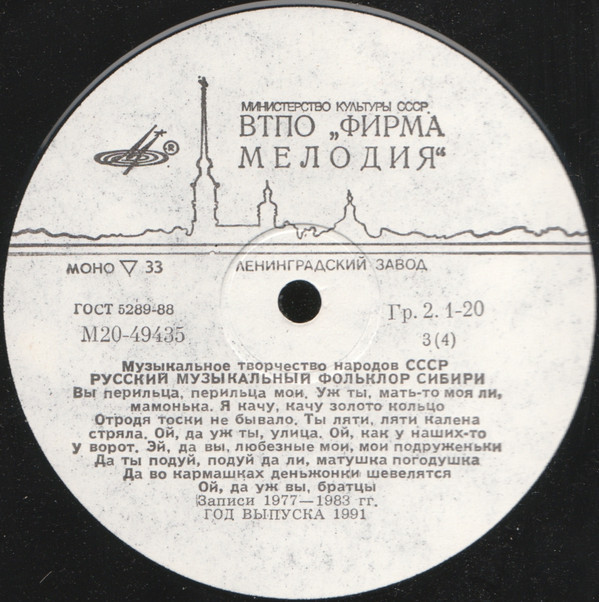 МИНИСТЕРСТВО КУЛЬТУРЫ СССР,
ВТПО „ФИРМА
МЕЛОДИЯ“
®
МОНО ▽ 33
ЛЕНИНГРАДСКИЙ ЗАВОД
ГОСТ 5289-88
Гр. 2. 1-20
М20-49435
3(4)
Музыкальное творчество народов СССР
РУССКИЙ МУЗЫКАЛЬНЫЙ ФОЛЬКЛОР СИБИРИ
Вы перильца, перильца мои. Уж ты, мать-то моя ли,
мамонька. Я качу, качу золото кольцо
Отродя тоски не бывало. Ты ляти, ляти калена
стряла. Ой, да уж ты, улица. Ой, как у наших-то
у ворот. Эй, да вы, любезные мои, мои подруженьки
Да ты подуй, подуй да ли, матушка погодушка
Да во кармашках деньжонки шевелятся
Ой, да уж вы, братцы
Записи 1977—1983 гг.
ГОД ВЫПУСКА 1991